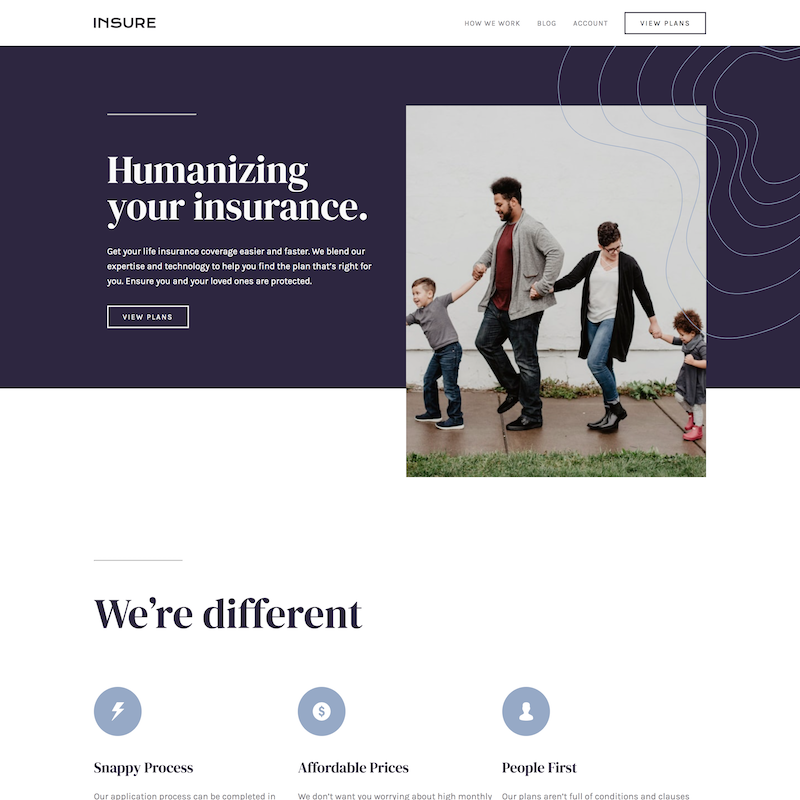 INSURE
HOW WE WORK
BLOG
ACCOUNT
VIEW PLANS
Humanizing
your insurance.
Get your life insurance coverage easier and faster. We blend our
expertise and technology to help you find the plan that's right for
you. Ensure you and your loved ones are protected.
VIEW PLANS
We’re different
Snappy Process
Our application process can be completed in
Affordable Prices
We don't want you worrying about high monthly
People First
Our plans aren't full of conditions and clauses